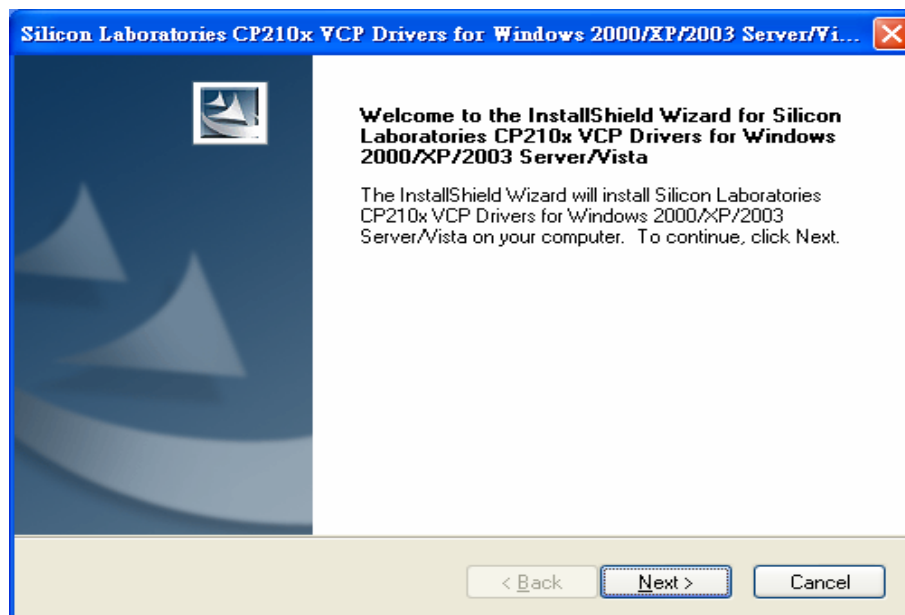 Silicon Laboratories CP210x VCP Drivers for Windows 2000/XP/2003 Server/Vi...
Welcome to the InstallShield Wizard for Silicon
Laboratories CP210x VCP Drivers for Windows
2000/XP/2003 Server/Vista
The InstallShield Wizard will install Silicon Laboratories
CP210x VCP Drivers for Windows 2000/XP/2003
Server/Vista on your computer. To continue, click Next.
< Back
Next >
Cancel